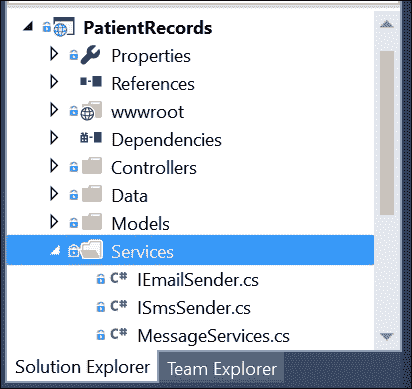 PatientRecords
Properties
References
wwwroot
Dependencies
Controllers
Data
Models
Services
C# IEmailSender.cs
C# ISmsSender.cs
C# MessageServices.cs
Solution Explorer Team Explorer